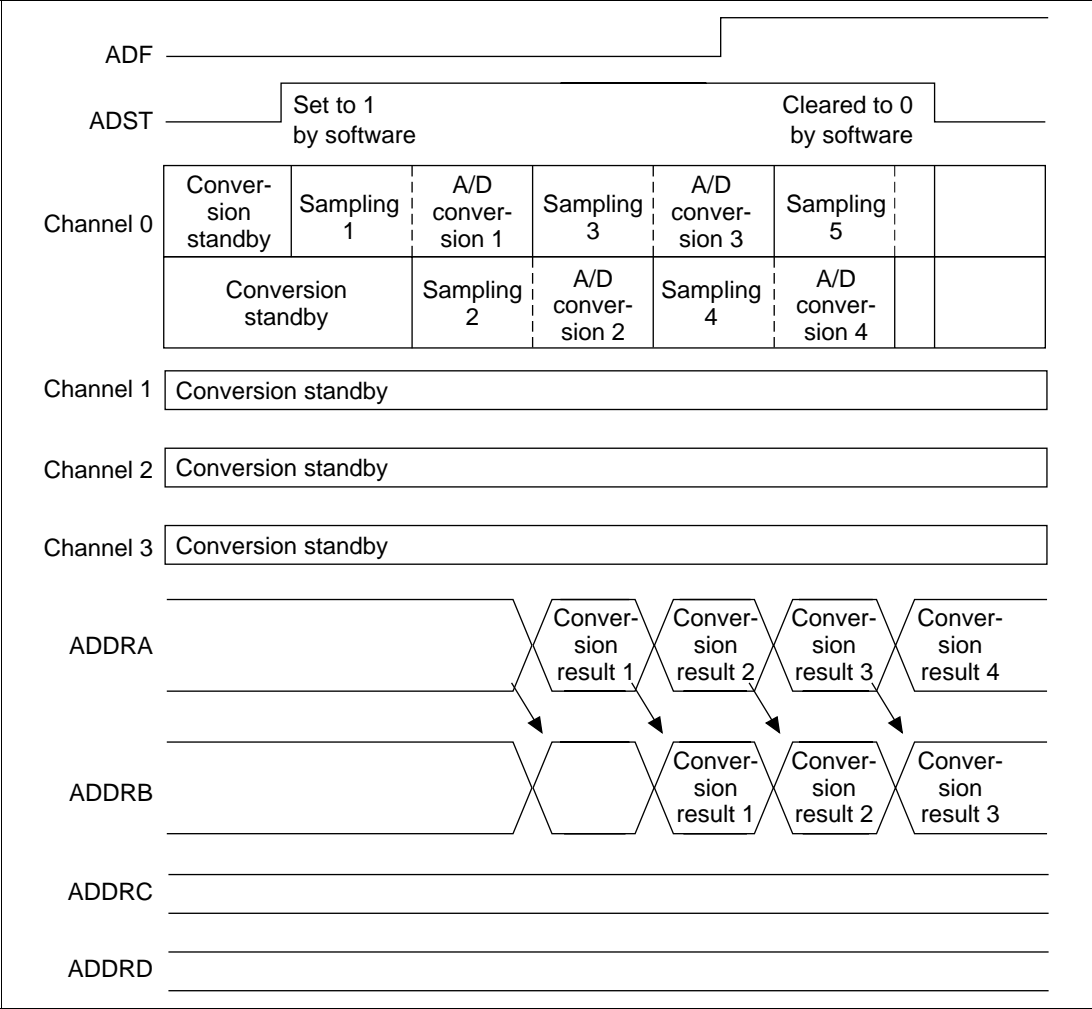 ADF
ADST
Set to 1
by software
Cleared to 0
by software
Channel 0
Conver-
sion
standby
Sampling
1
A/D
conver-
sion 1
Sampling
3
A/D
conver-
sion 3
Sampling
5
Conversion
standby
Sampling
2
A/D
conver-
sion 2
Sampling
4
A/D
conver-
sion 4
Channel 1
Conversion standby
Channel 2
Conversion standby
Channel 3
Conversion standby
ADDRA
Conver-
sion
result 1
Conver-
sion
result 2
Conver-
sion
result 3
Conver-
sion
result 4
ADDRB
Conver-
sion
result 1
Conver-
sion
result 2
Conver-
sion
result 3
ADDRC
ADDRD